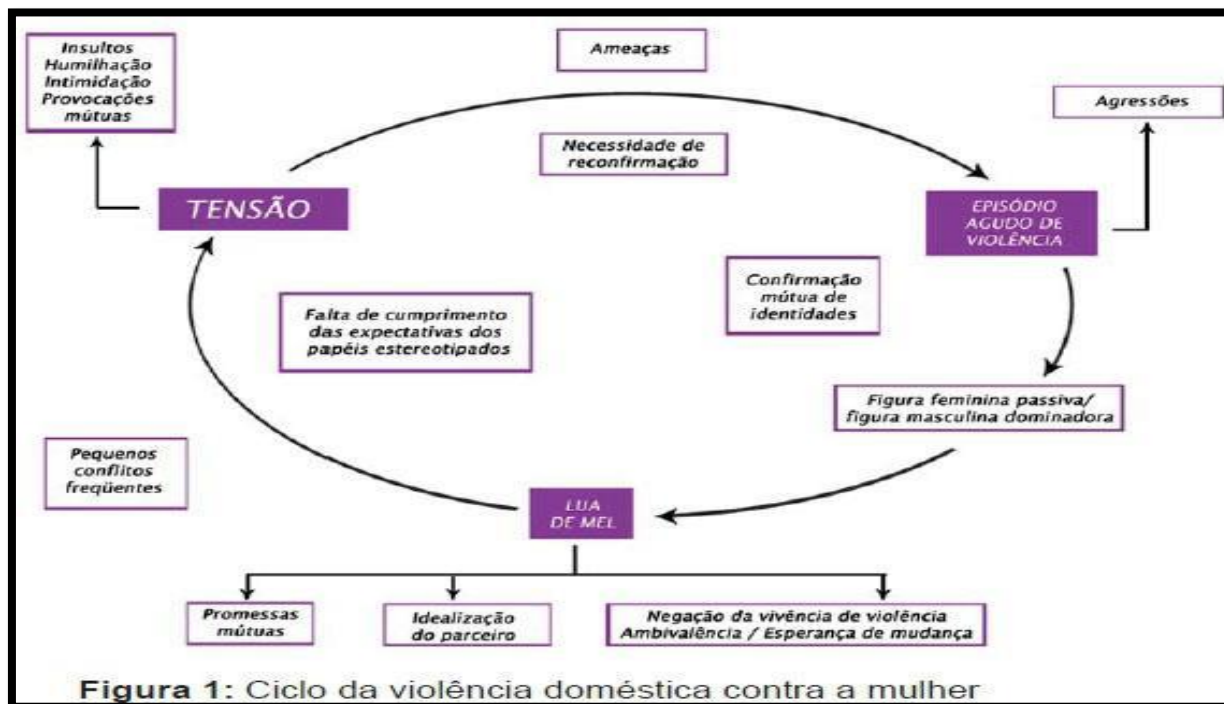 Insultos
Humilhação
Intimidação
Provocações
mútuas
Ameaças
Agressões
Necessidade de
reconfirmação
TENSÃO
EPISÓDIO
AGUDO DE
VIOLÊNCIA
Confirmação
mútua de
identidades
Falta de cumprimento
das expectativas dos
papéis estereotipados
Figura feminina passiva/
figura masculina dominadora
Pequenos
conflitos
freqüentes
LUA
DE MEL
Promessas
mútuas
Idealização
do parceiro
Negação da vivência de violência
Ambivalência / Esperança de mudança
Figura 1: Ciclo da violência doméstica contra a mulher